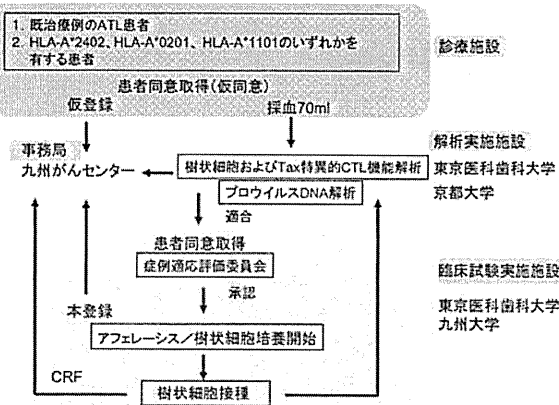 1. 既治療例のATL患者
2. HLA-A*2402、HLA-A*0201、HLA-A*1101のいずれかを
有する患者
診療施設
患者同意取得(仮同意)
仮登録
採血70ml
事務局
九州がんセンター
解析実施施設
樹状細胞およびTax特異的CTL機能解析
東京医科歯科大学
プロウイルスDNA解析
京都大学
適合
患者同意取得
症例適応評価委員会
臨床試験実施施設
承認
本登録
東京医科歯科大学
九州大学
アフェレーシス/樹状細胞培養開始
CRF
樹状細胞接種